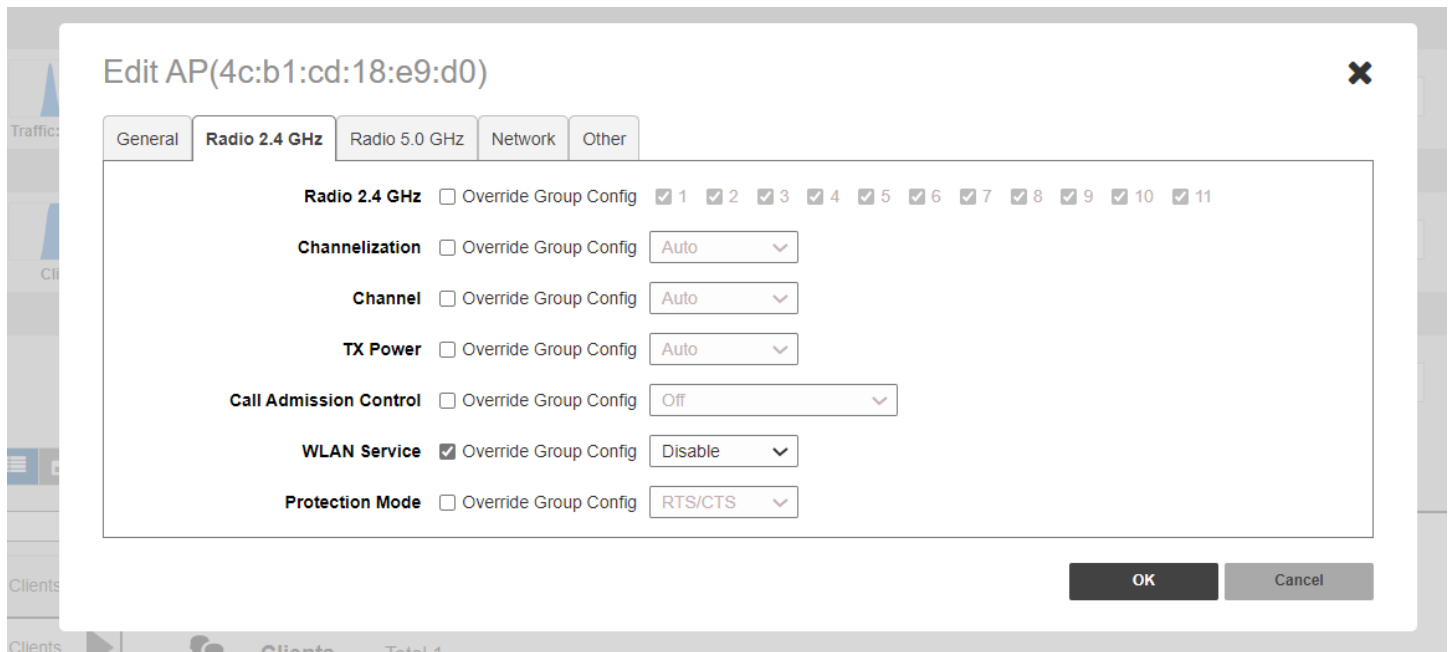 Edit AP(4c:b1:cd:18:e9:d0)
General Radio 2.4 GHz Radio 5.0 GHz Network Other
Traffic:
Radio 2.4 GHz Override Group Config 1 2 3 4 5 6 7 8 9 10 11
Channelization Override Group Config Auto
Cli
Channel Override Group Config Auto
TX Power Override Group Config Auto
Call Admission Control Override Group Config Off
WLAN Service Override Group Config Disable
Protection Mode Override Group Config RTS/CTS
OK Cancel
Clients
Clients Clients Total 1